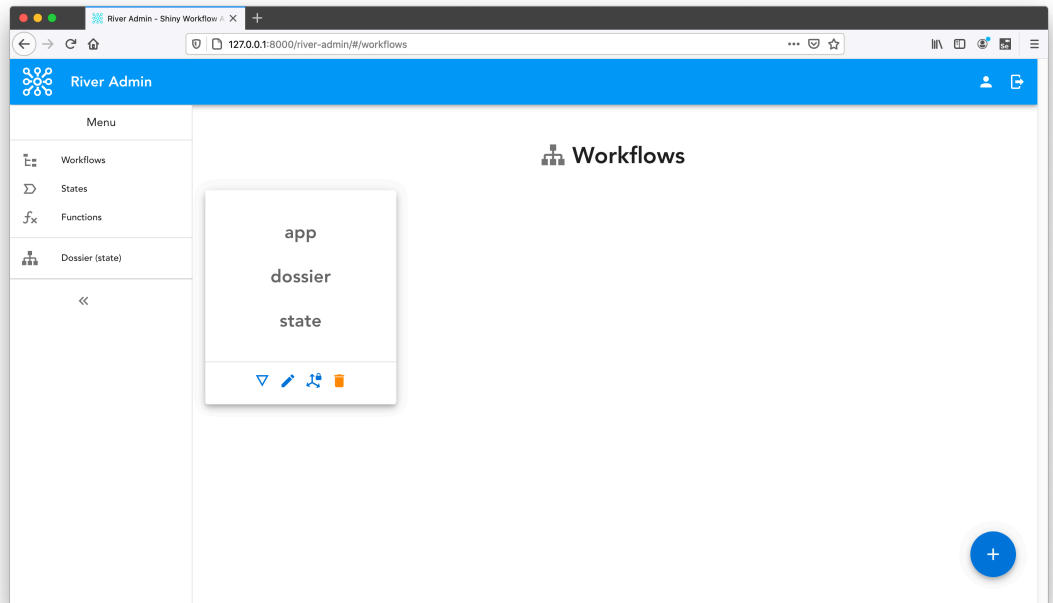 River Admin - Shiny Workflow A
127.0.0.1:8000/river-admin/#/workflows
Se
River Admin
Menu
Workflows
States
Functions
Dossier (state)
Workflows
app
dossier
state